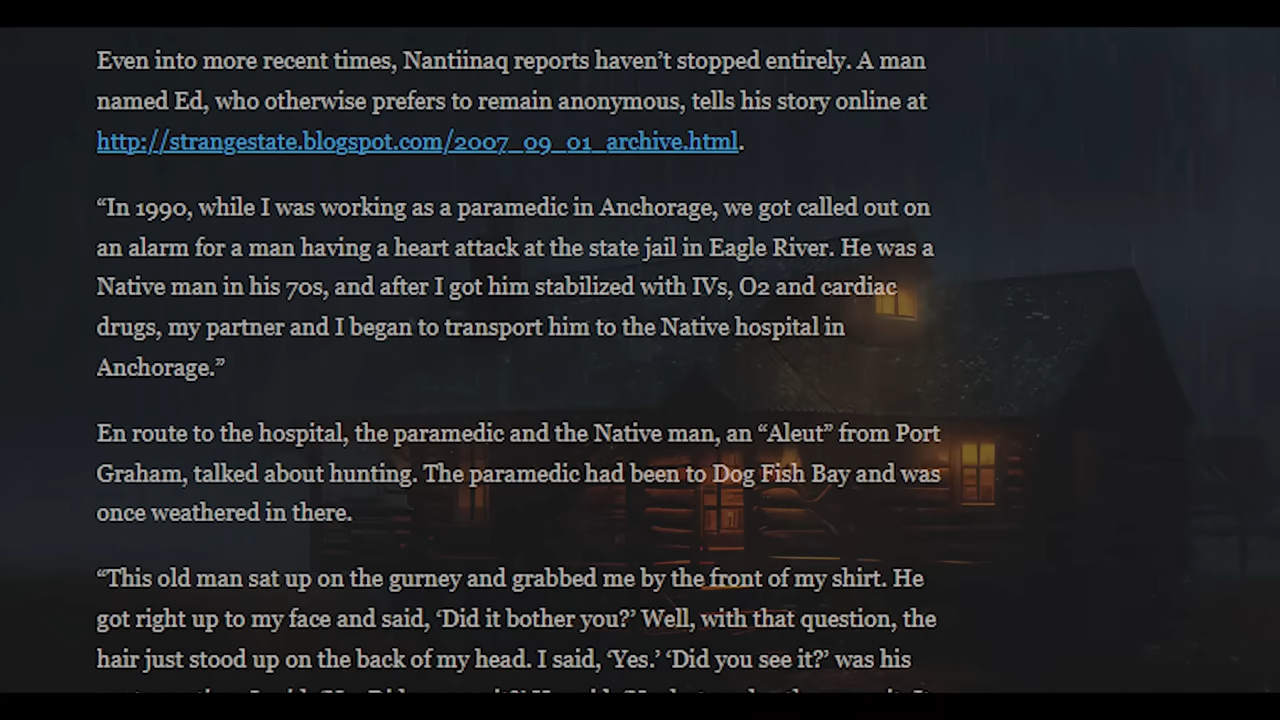 Even into more recent times, Nantiinaq reports haven’t stopped entirely. A man
named Ed, who otherwise prefers to remain anonymous, tells his story online at
http://strangestate.blogspot.com/2007_09_01_archive.html.
“In 1990, while I was working as a paramedic in Anchorage, we got called out on
an alarm for a man having a heart attack at the state jail in Eagle River. He was a
Native man in his 70s, and after I got him stabilized with IVs, O2 and cardiac
drugs, my partner and I began to transport him to the Native hospital in
Anchorage.”
En route to the hospital, the paramedic and the Native man, an “Aleut” from Port
Graham, talked about hunting. The paramedic had been to Dog Fish Bay and was
once weathered in there.
“This old man sat up on the gurney and grabbed me by the front of my shirt. He
got right up to my face and said, ‘Did it bother you?’ Well, with that question, the
hair just stood up on the back of my head. I said, ‘Yes.’ ‘Did you see it?’ was his